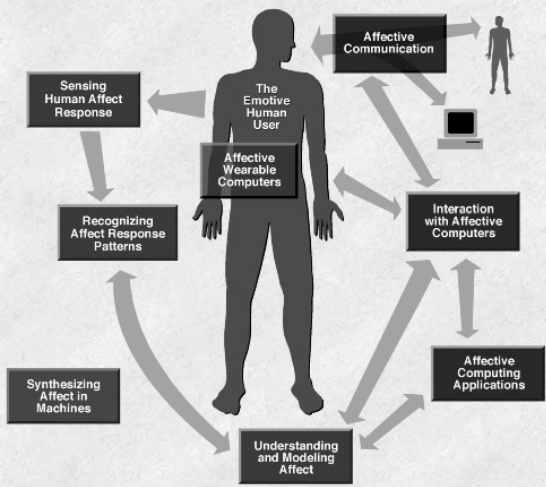 Affective
Communication
Sensing
Human Affect
Response
The
Emotive
Human
User
Affective
Wearable
Computers
Recognizing
Affect Response
Patterns
Interaction
with Affective
Computers
Affective
Computing
Applications
Synthesizing
Affect in
Machines
Understanding
and Modeling
Affect